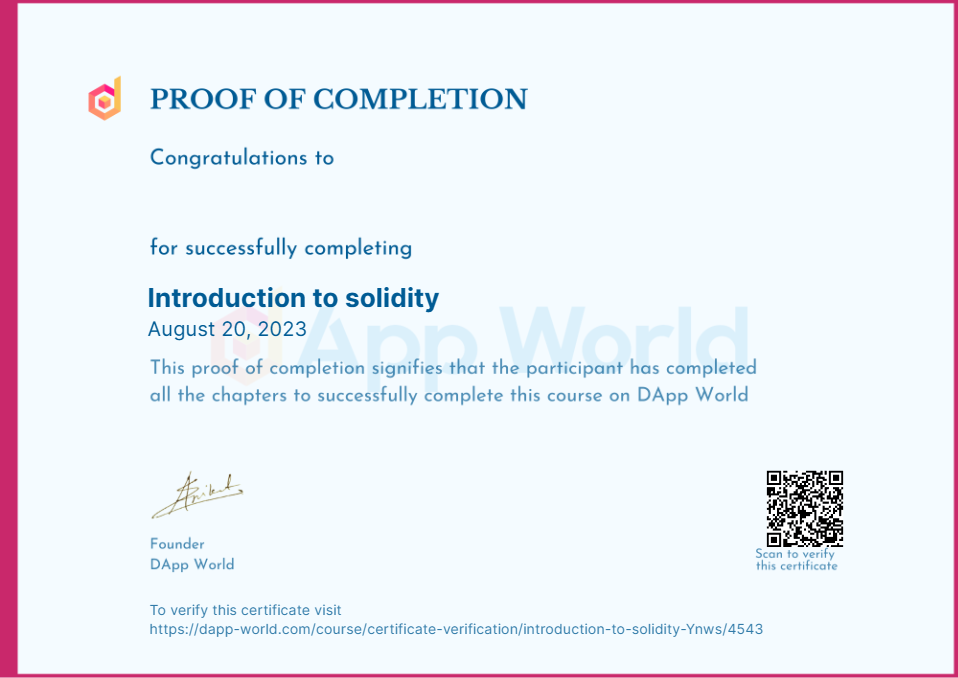 PROOF OF COMPLETION
Congratulations to
for successfully completing
Introduction to solidity
August 20, 2023
App World
This proof of completion signifies that the participant has completed
all the chapters to successfully complete this course on DApp World
Founder
DApp World
Scan to verify
this certificate
To verify this certificate visit
https://dapp-world.com/course/certificate-verification/introduction-to-solidity-Ynws/4543